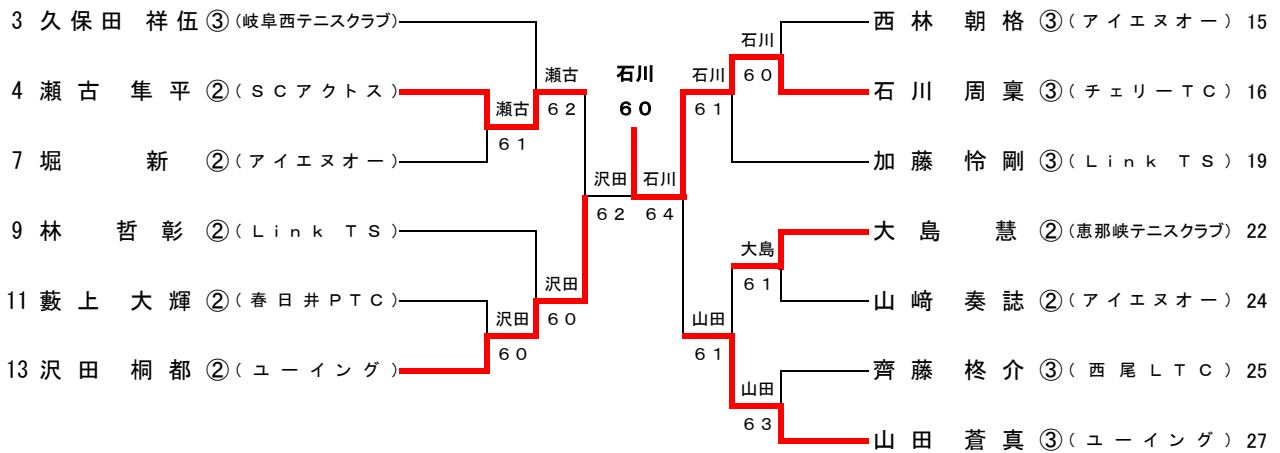 3 久保田 祥伍 ③ (岐阜西テニスクラブ)
4 瀬古 隼平 ② (ＳＣアクトス)
7 堀 新 ② (アイエヌオー)
9 林 哲彰 ② (Ｌｉｎｋ ＴＳ)
11 藪上 大輝 ② (春日井ＰＴＣ)
13 沢田 桐都 ② (ユーイング)
瀬古
６１
瀬古
６２
沢田
６０
沢田
６０
沢田
６２
石川
６０
石川
６４
石川
６１
石川
６０
大島
６１
山田
６１
山田
６３
西林 朝格 ③ (アイエヌオー) 15
石川 周稟 ③ (チェリーＴＣ) 16
加藤 怜剛 ③ (Ｌｉｎｋ ＴＳ) 19
大島 慧 ② (恵那峡テニスクラブ) 22
山﨑 奏誌 ② (アイエヌオー) 24
齊藤 柊介 ③ (西尾ＬＴＣ) 25
山田 蒼真 ③ (ユーイング) 27